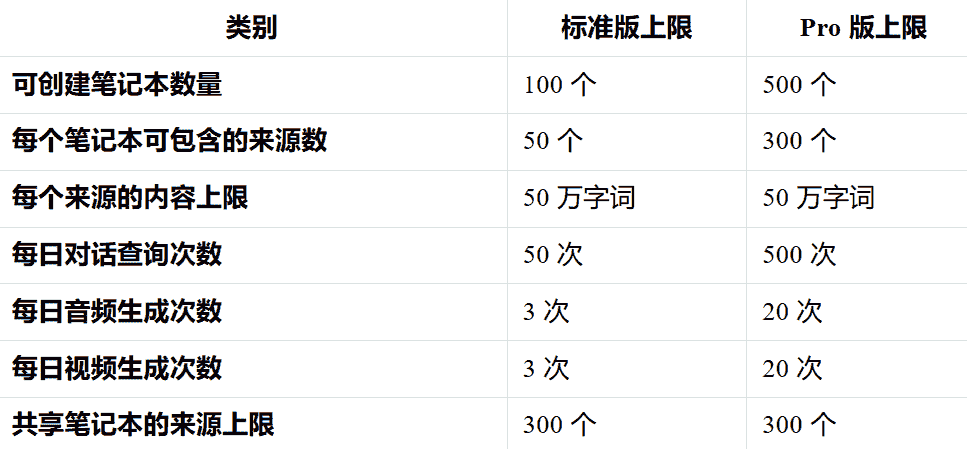 类别 标准版上限 Pro 版上限
可创建笔记本数量 100 个 500 个
每个笔记本可包含的来源数 50 个 300 个
每个来源的内容上限 50 万字词 50 万字词
每日对话查询次数 50 次 500 次
每日音频生成次数 3 次 20 次
每日视频生成次数 3 次 20 次
共享笔记本的来源上限 300 个 300 个